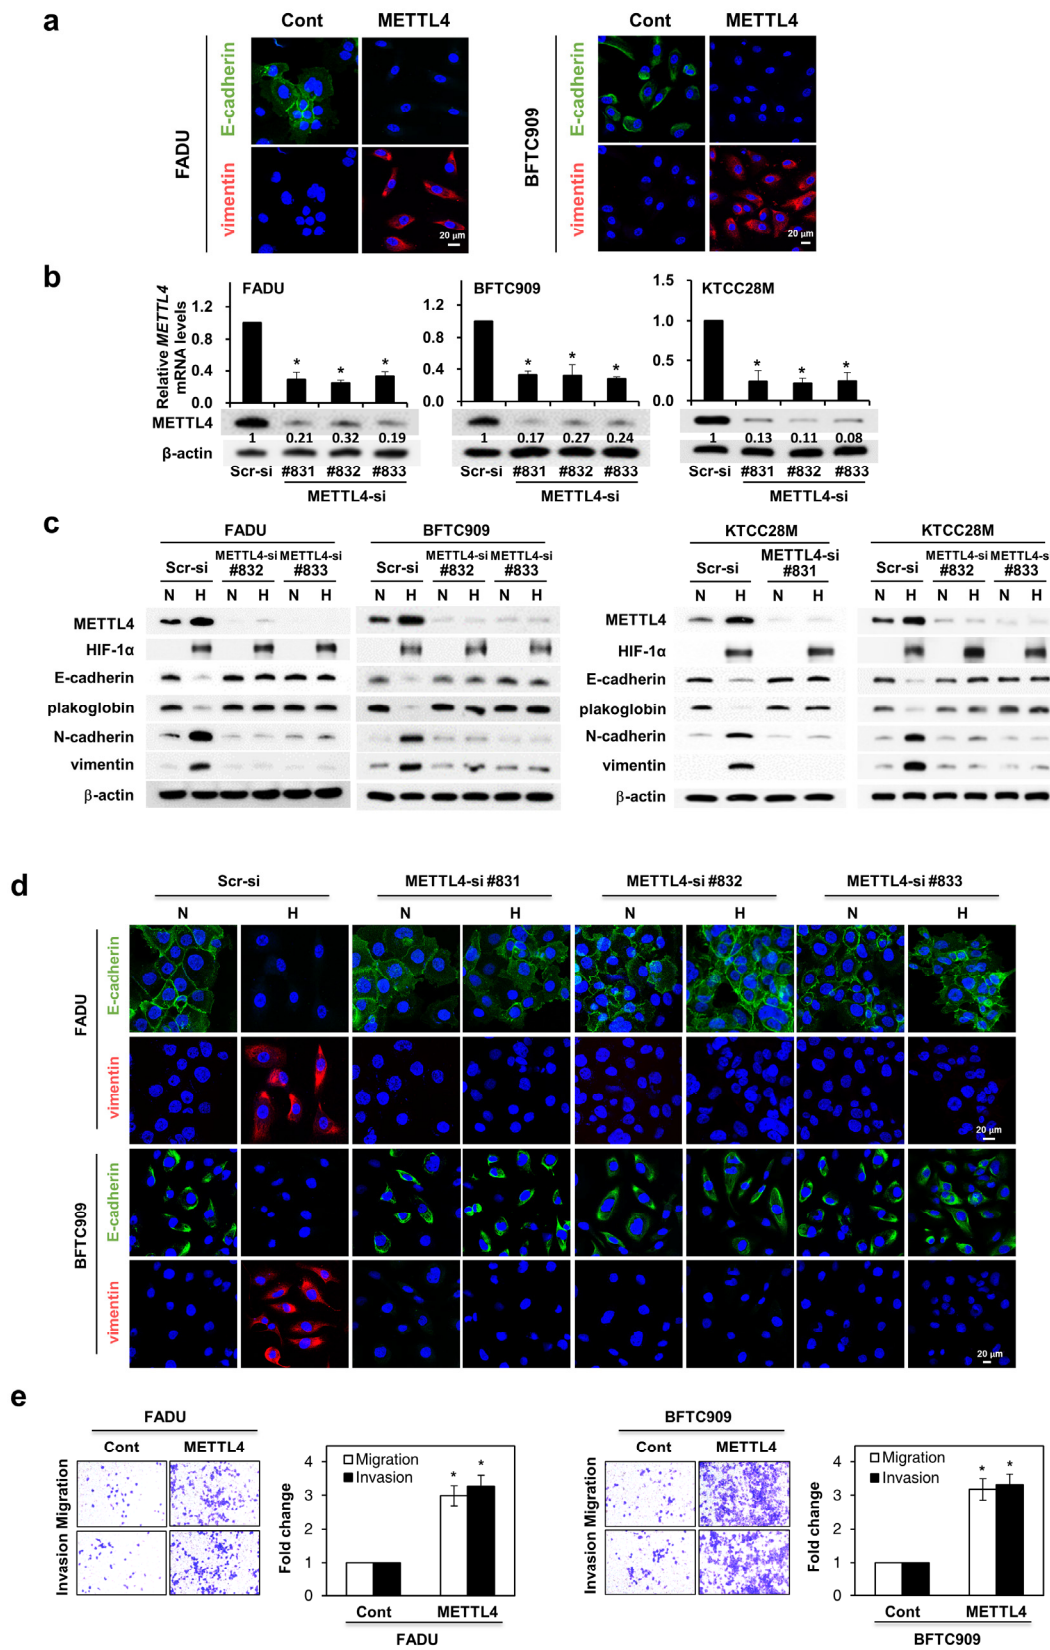 a
Cont METTL4 Cont METTL4
FADU
E-cadherin
vimentin
20 µm
BFTC909
E-cadherin
vimentin
20 µm
b
Relative METTL4
mRNA levels
FADU
1.2
0.8
0.4
0.0
* * *
BFTC909
1.2
0.8
0.4
0.0
* * *
KTCC28M
1.5
1.0
0.5
0.0
* * *
METTL4
1 0.21 0.32 0.19
1 0.17 0.27 0.24
1 0.13 0.11 0.08
β-actin
Scr-si #831 #832 #833
METTL4-si
Scr-si #831 #832 #833
METTL4-si
Scr-si #831 #832 #833
METTL4-si
c
FADU
Scr-si METTL4-si #832 METTL4-si #833
N H N H N H
BFTC909
Scr-si METTL4-si #832 METTL4-si #833
N H N H N H
METTL4
HIF-1α
E-cadherin
plakoglobin
N-cadherin
vimentin
β-actin
KTCC28M
Scr-si METTL4-si #831
N H N H
KTCC28M
Scr-si METTL4-si #832 METTL4-s #833
N H N H N H
METTL4
HIF-1α
E-cadherin
plakoglobin
N-cadherin
vimentin
β-actin
d
Scr-si METTL4-si #831 METTL4-si #832 METTL4-si #833
N H N H N H N H
FADU
E-cadherin
vimentin
20 µm
BFTC909
E-cadherin
vimentin
20 µm
e
FADU
Cont METTL4
Migration
Invasion
Fold change
4
3
2
1
0
Migration
Invasion
* *
Cont METTL4
FADU
BFTC909
Cont METTL4
Migration
Invasion
Fold change
4
3
2
1
0
Migration
Invasion
* *
Cont METTL4
BFTC909